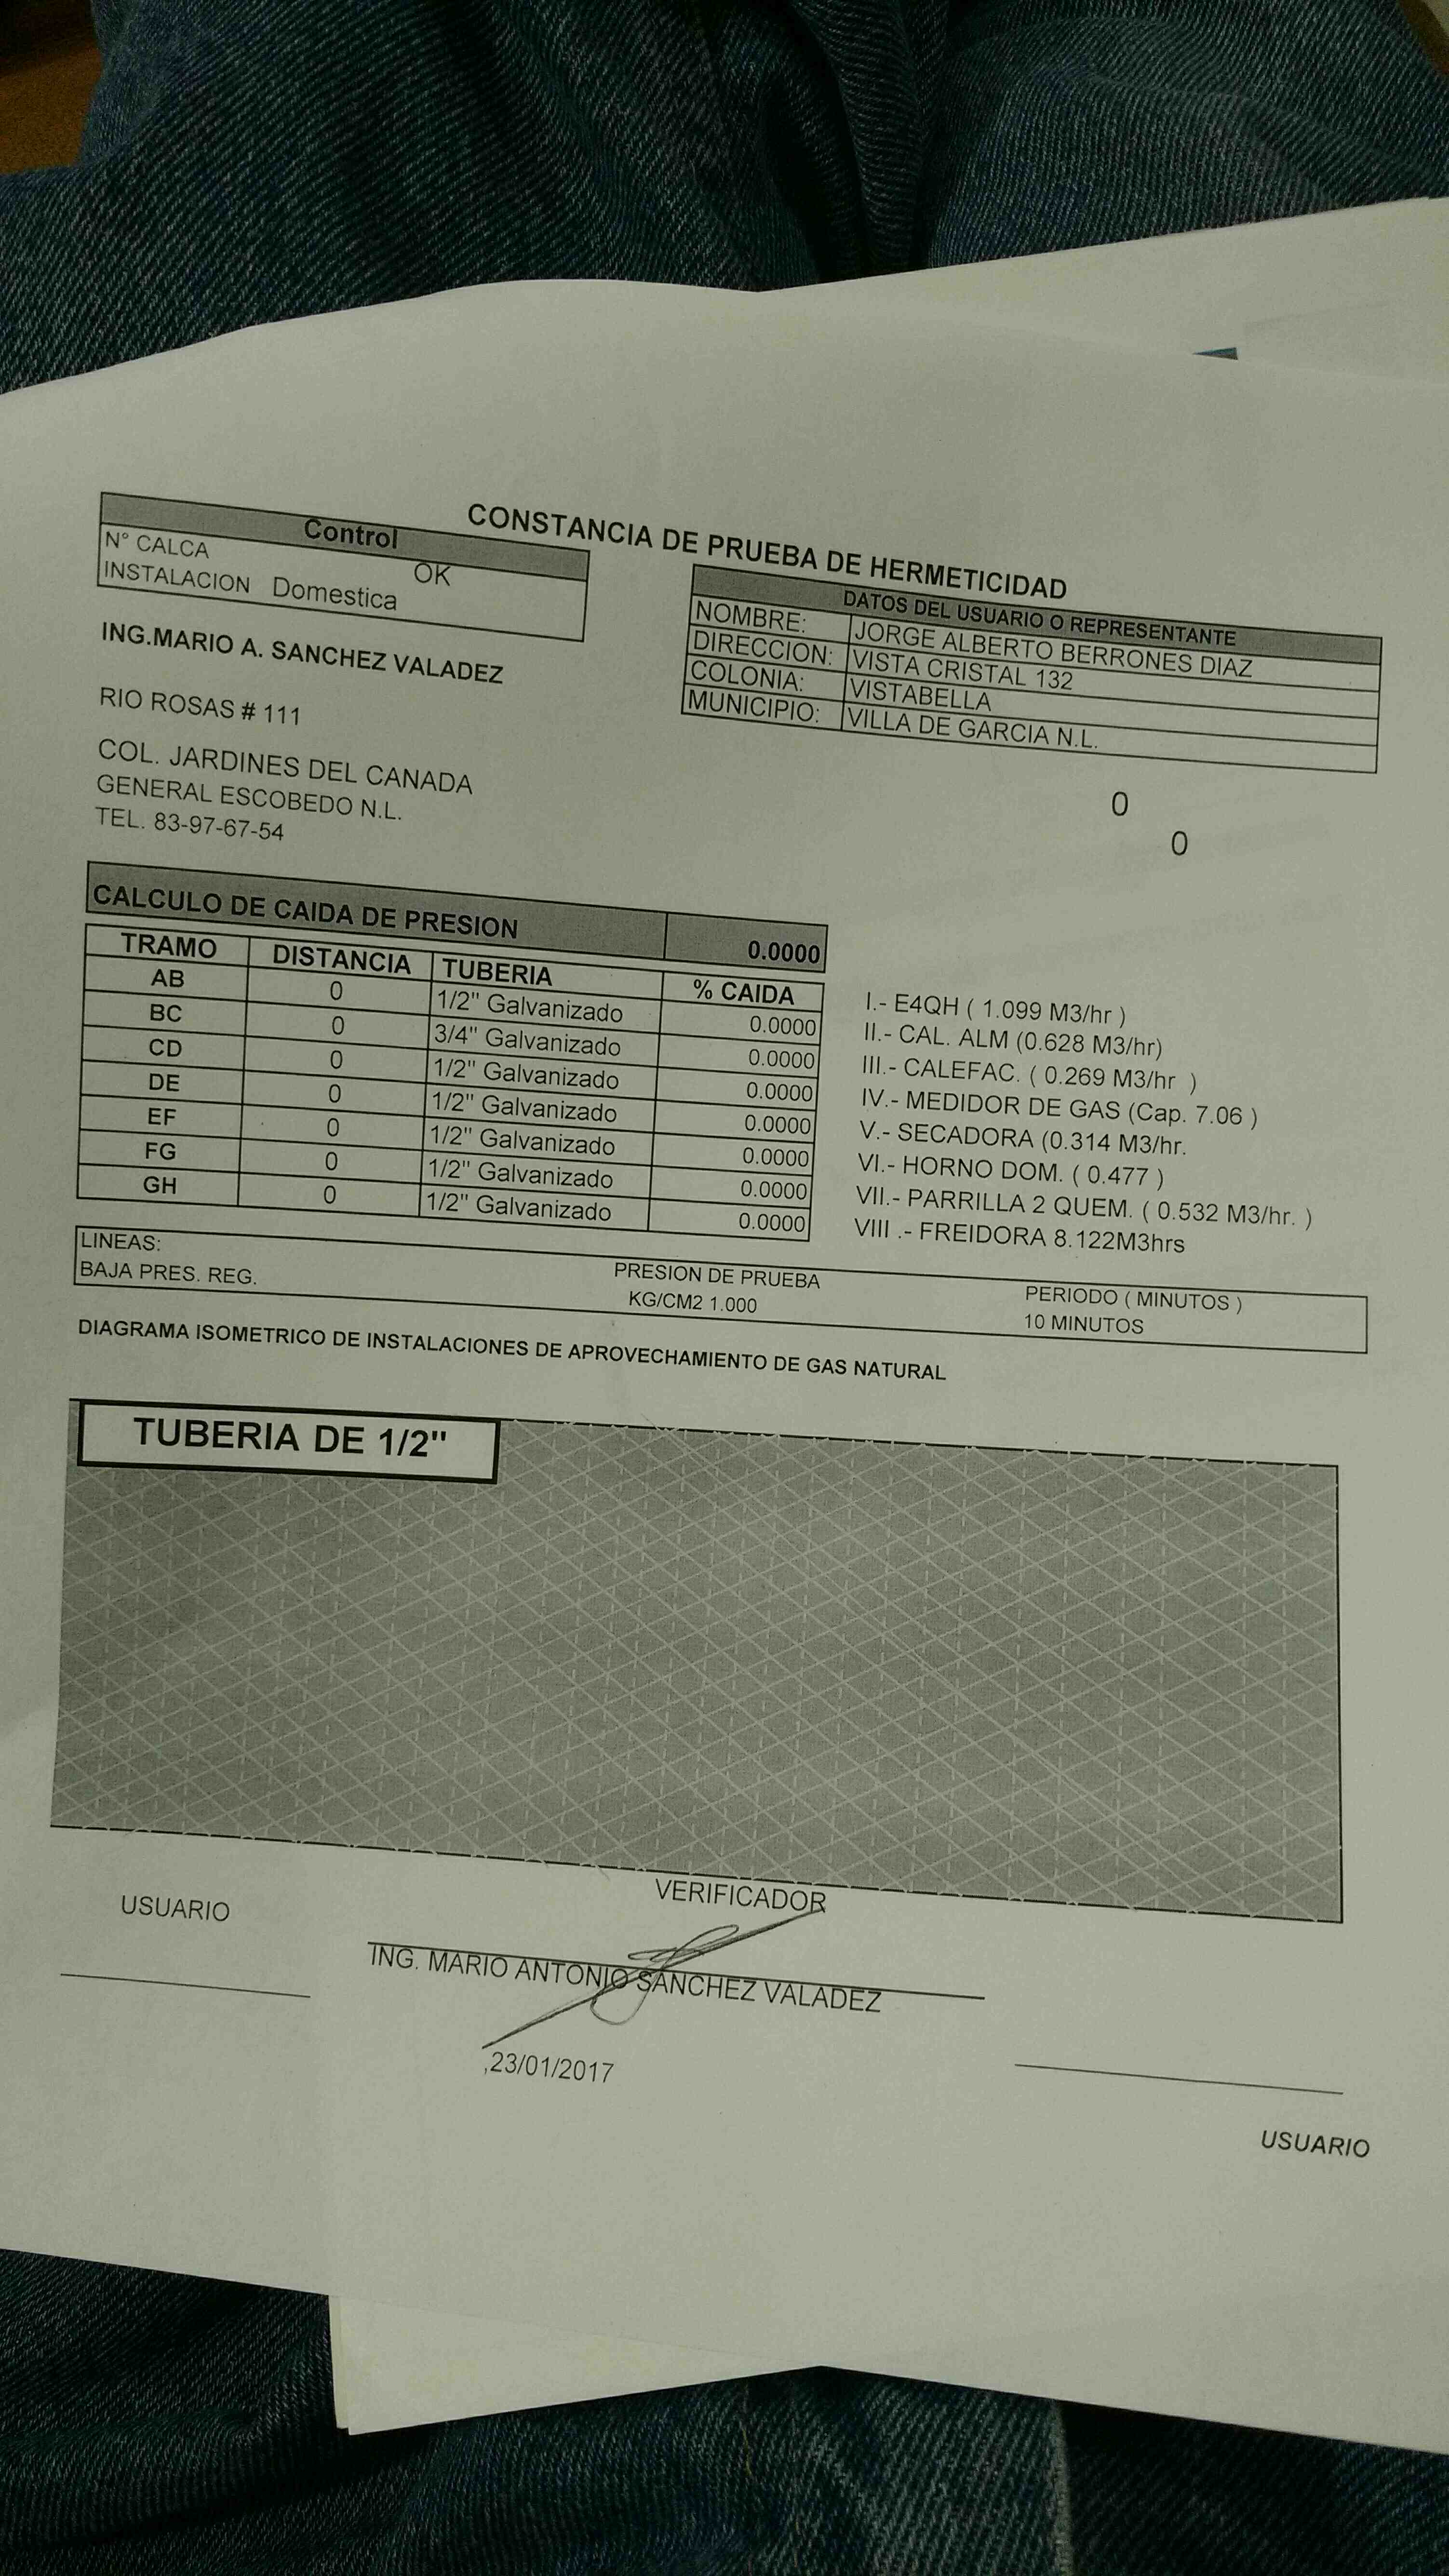 CONSTANCIA DE PRUEBA DE HERMETICIDAD
Control
N° CALCA OK
INSTALACION Domestica
ING.MARIO A. SANCHEZ VALADEZ
RIO ROSAS # 111
COL. JARDINES DEL CANADA
GENERAL ESCOBEDO N.L.
TEL. 83-97-67-54
DATOS DEL USUARIO O REPRESENTANTE
NOMBRE: JORGE ALBERTO BERRONES DIAZ
DIRECCION: VISTA CRISTAL 132
COLONIA: VISTABELLA
MUNICIPIO: VILLA DE GARCIA N.L.
0
0
CALCULO DE CAIDA DE PRESION 0.0000
TRAMO DISTANCIA TUBERIA % CAIDA
AB 0 1/2" Galvanizado 0.0000
BC 0 3/4" Galvanizado 0.0000
CD 0 1/2" Galvanizado 0.0000
DE 0 1/2" Galvanizado 0.0000
EF 0 1/2" Galvanizado 0.0000
FG 0 1/2" Galvanizado 0.0000
GH 0 1/2" Galvanizado 0.0000
I.- E4QH ( 1.099 M3/hr )
II.- CAL. ALM (0.628 M3/hr)
III.- CALEFAC. ( 0.269 M3/hr )
IV.- MEDIDOR DE GAS (Cap. 7.06 )
V.- SECADORA (0.314 M3/hr.
VI.- HORNO DOM. ( 0.477 )
VII.- PARRILLA 2 QUEM. ( 0.532 M3/hr. )
VIII .- FREIDORA 8.122M3hrs
LINEAS: PRESION DE PRUEBA PERIODO ( MINUTOS )
BAJA PRES. REG. KG/CM2 1.000 10 MINUTOS
DIAGRAMA ISOMETRICO DE INSTALACIONES DE APROVECHAMIENTO DE GAS NATURAL
TUBERIA DE 1/2"
USUARIO
VERIFICADOR
ING. MARIO ANTONIO SANCHEZ VALADEZ
,23/01/2017
USUARIO